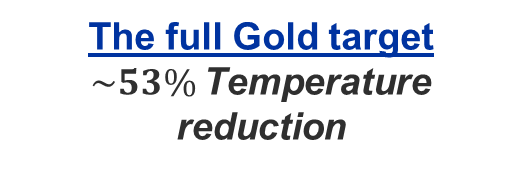 The full Gold target
~53% Temperature
reduction